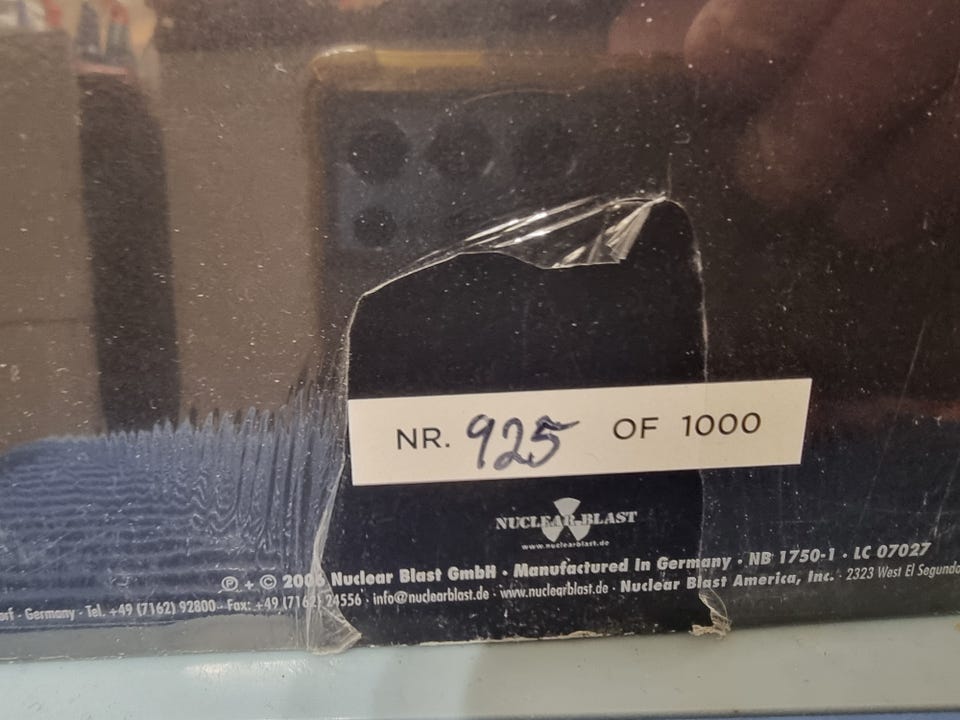 NR. 925 OF 1000
NUCLEAR BLAST
www.nuclearblast.de
℗ + © 2006 Nuclear Blast GmbH · Manufactured In Germany · NB 1750-1 · LC 07027
Germany · Tel. +49 (7162) 92800 · Fax: +49 (7162) 24556 · info@nuclearblast.de · www.nuclearblast.de · Nuclear Blast America, Inc. · 2323 West El Segundo